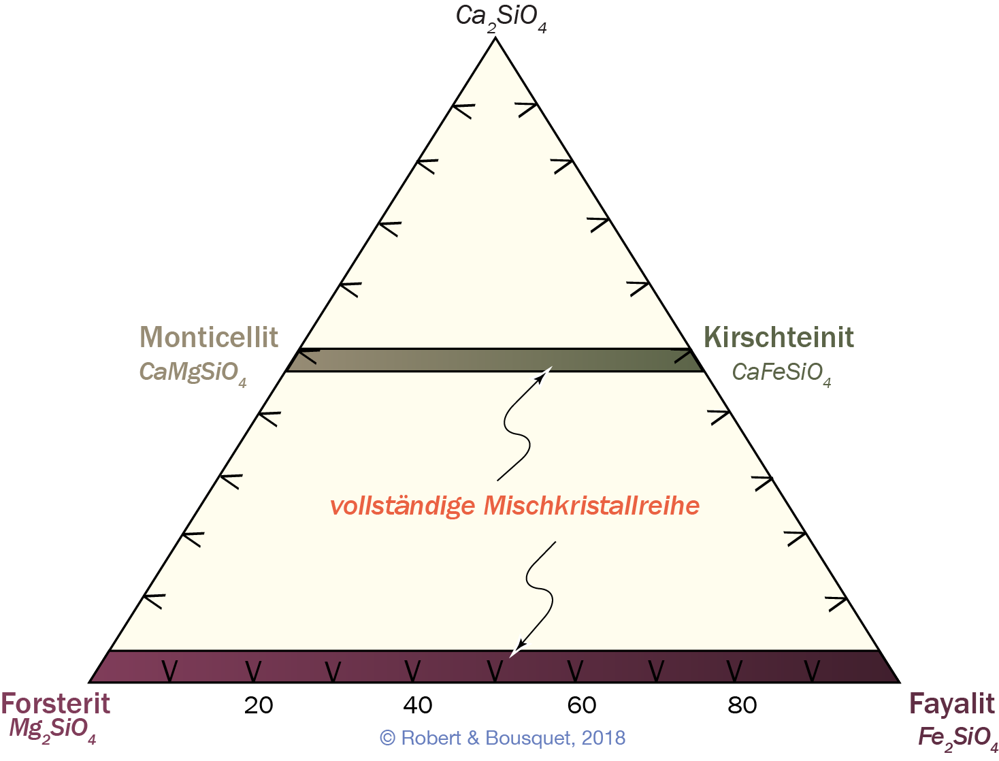 Ca₂SiO₄
Monticellit
CaMgSiO₄
Kirschteinit
CaFeSiO₄
vollständige Mischkristallreihe
Forsterit
Mg₂SiO₄
20 40 60 80
Fayalit
Fe₂SiO₄
© Robert & Bousquet, 2018